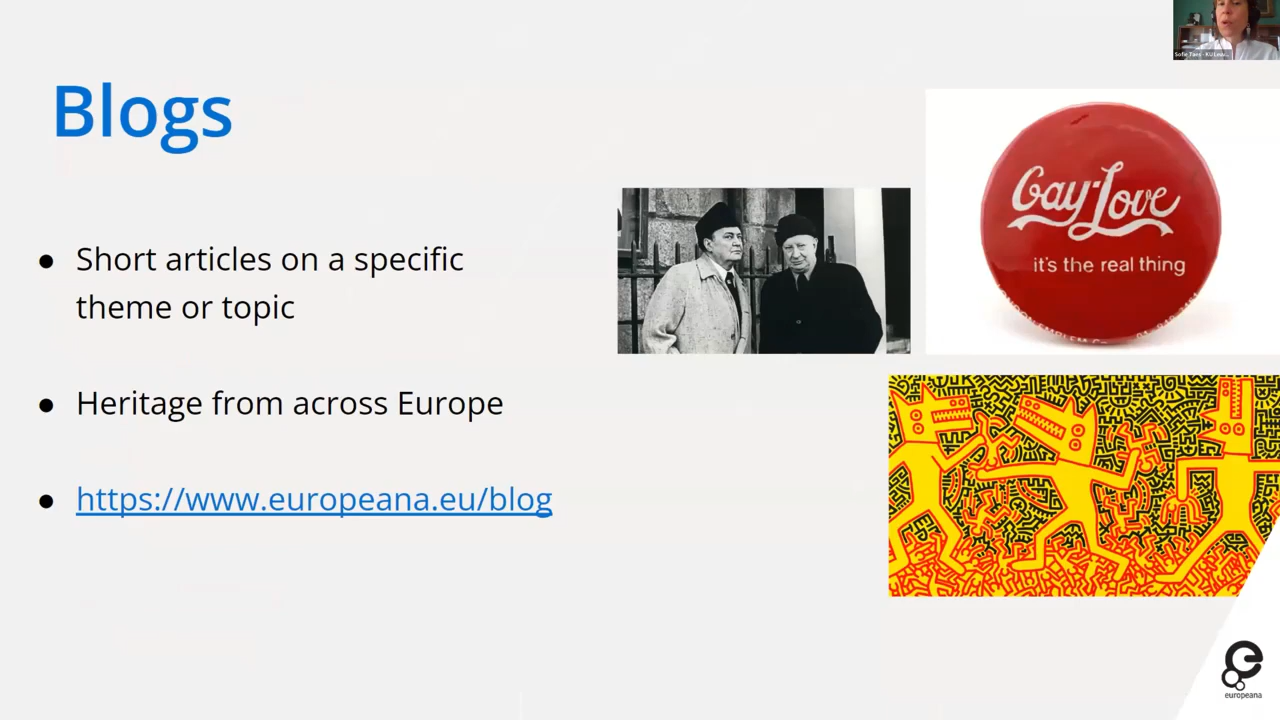 Blogs
● Short articles on a specific
theme or topic
● Heritage from across Europe
● https://www.europeana.eu/blog
Gay-Love
it's the real thing
europeana